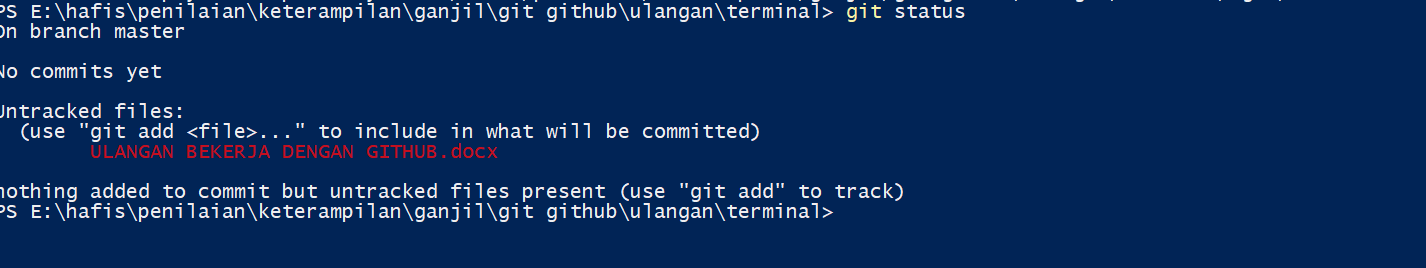 PS E:\hafis\penilaian\keterampilan\ganjil\git github\ulangan\terminal> git status
On branch master
No commits yet
Untracked files:
(use "git add <file>..." to include in what will be committed)
ULANGAN BEKERJA DENGAN GITHUB.docx
nothing added to commit but untracked files present (use "git add" to track)
PS E:\hafis\penilaian\keterampilan\ganjil\git github\ulangan\terminal>